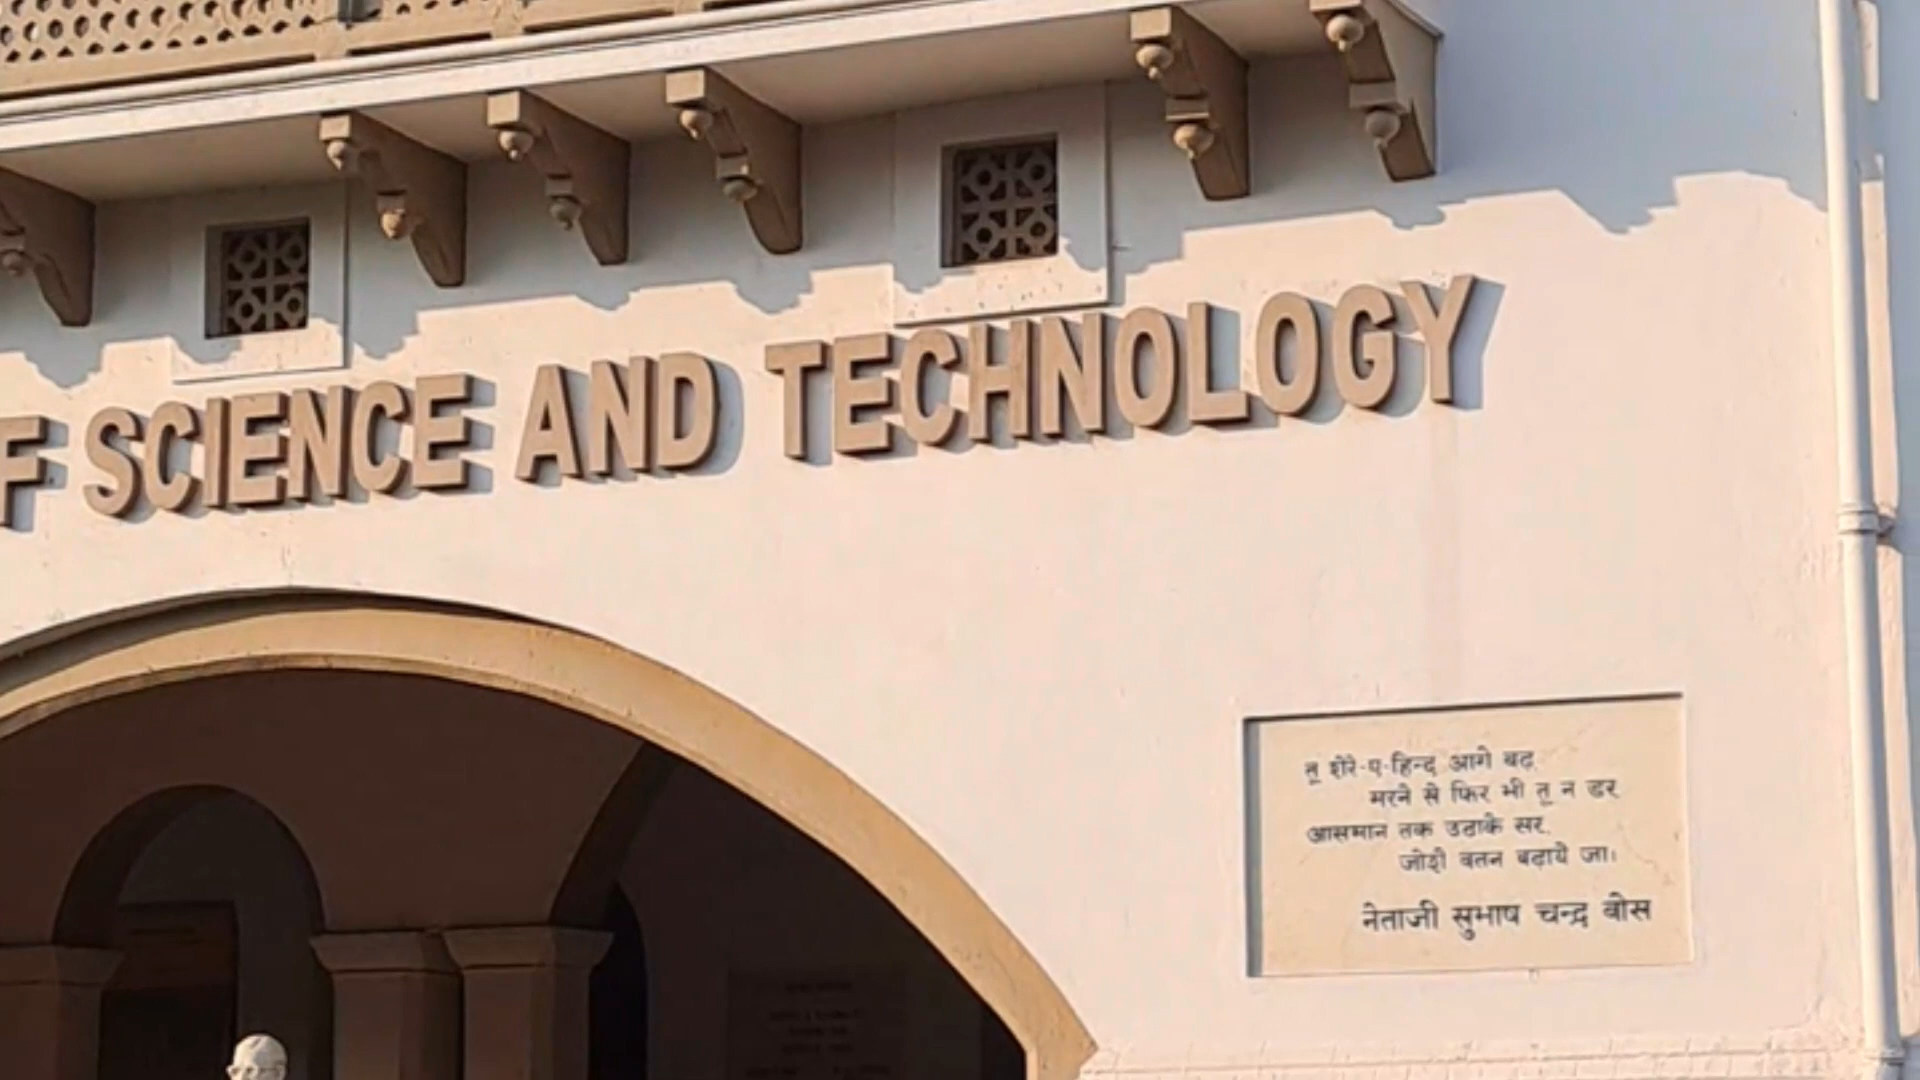 F SCIENCE AND TECHNOLOGY
तू शेरे-ए-हिन्द आगे बढ़,
मरने से फिर भी तू न डर,
आसमान तक उठाके सर,
जोशे वतन बढ़ाये जा।
नेताजी सुभाष चन्द्र बोस